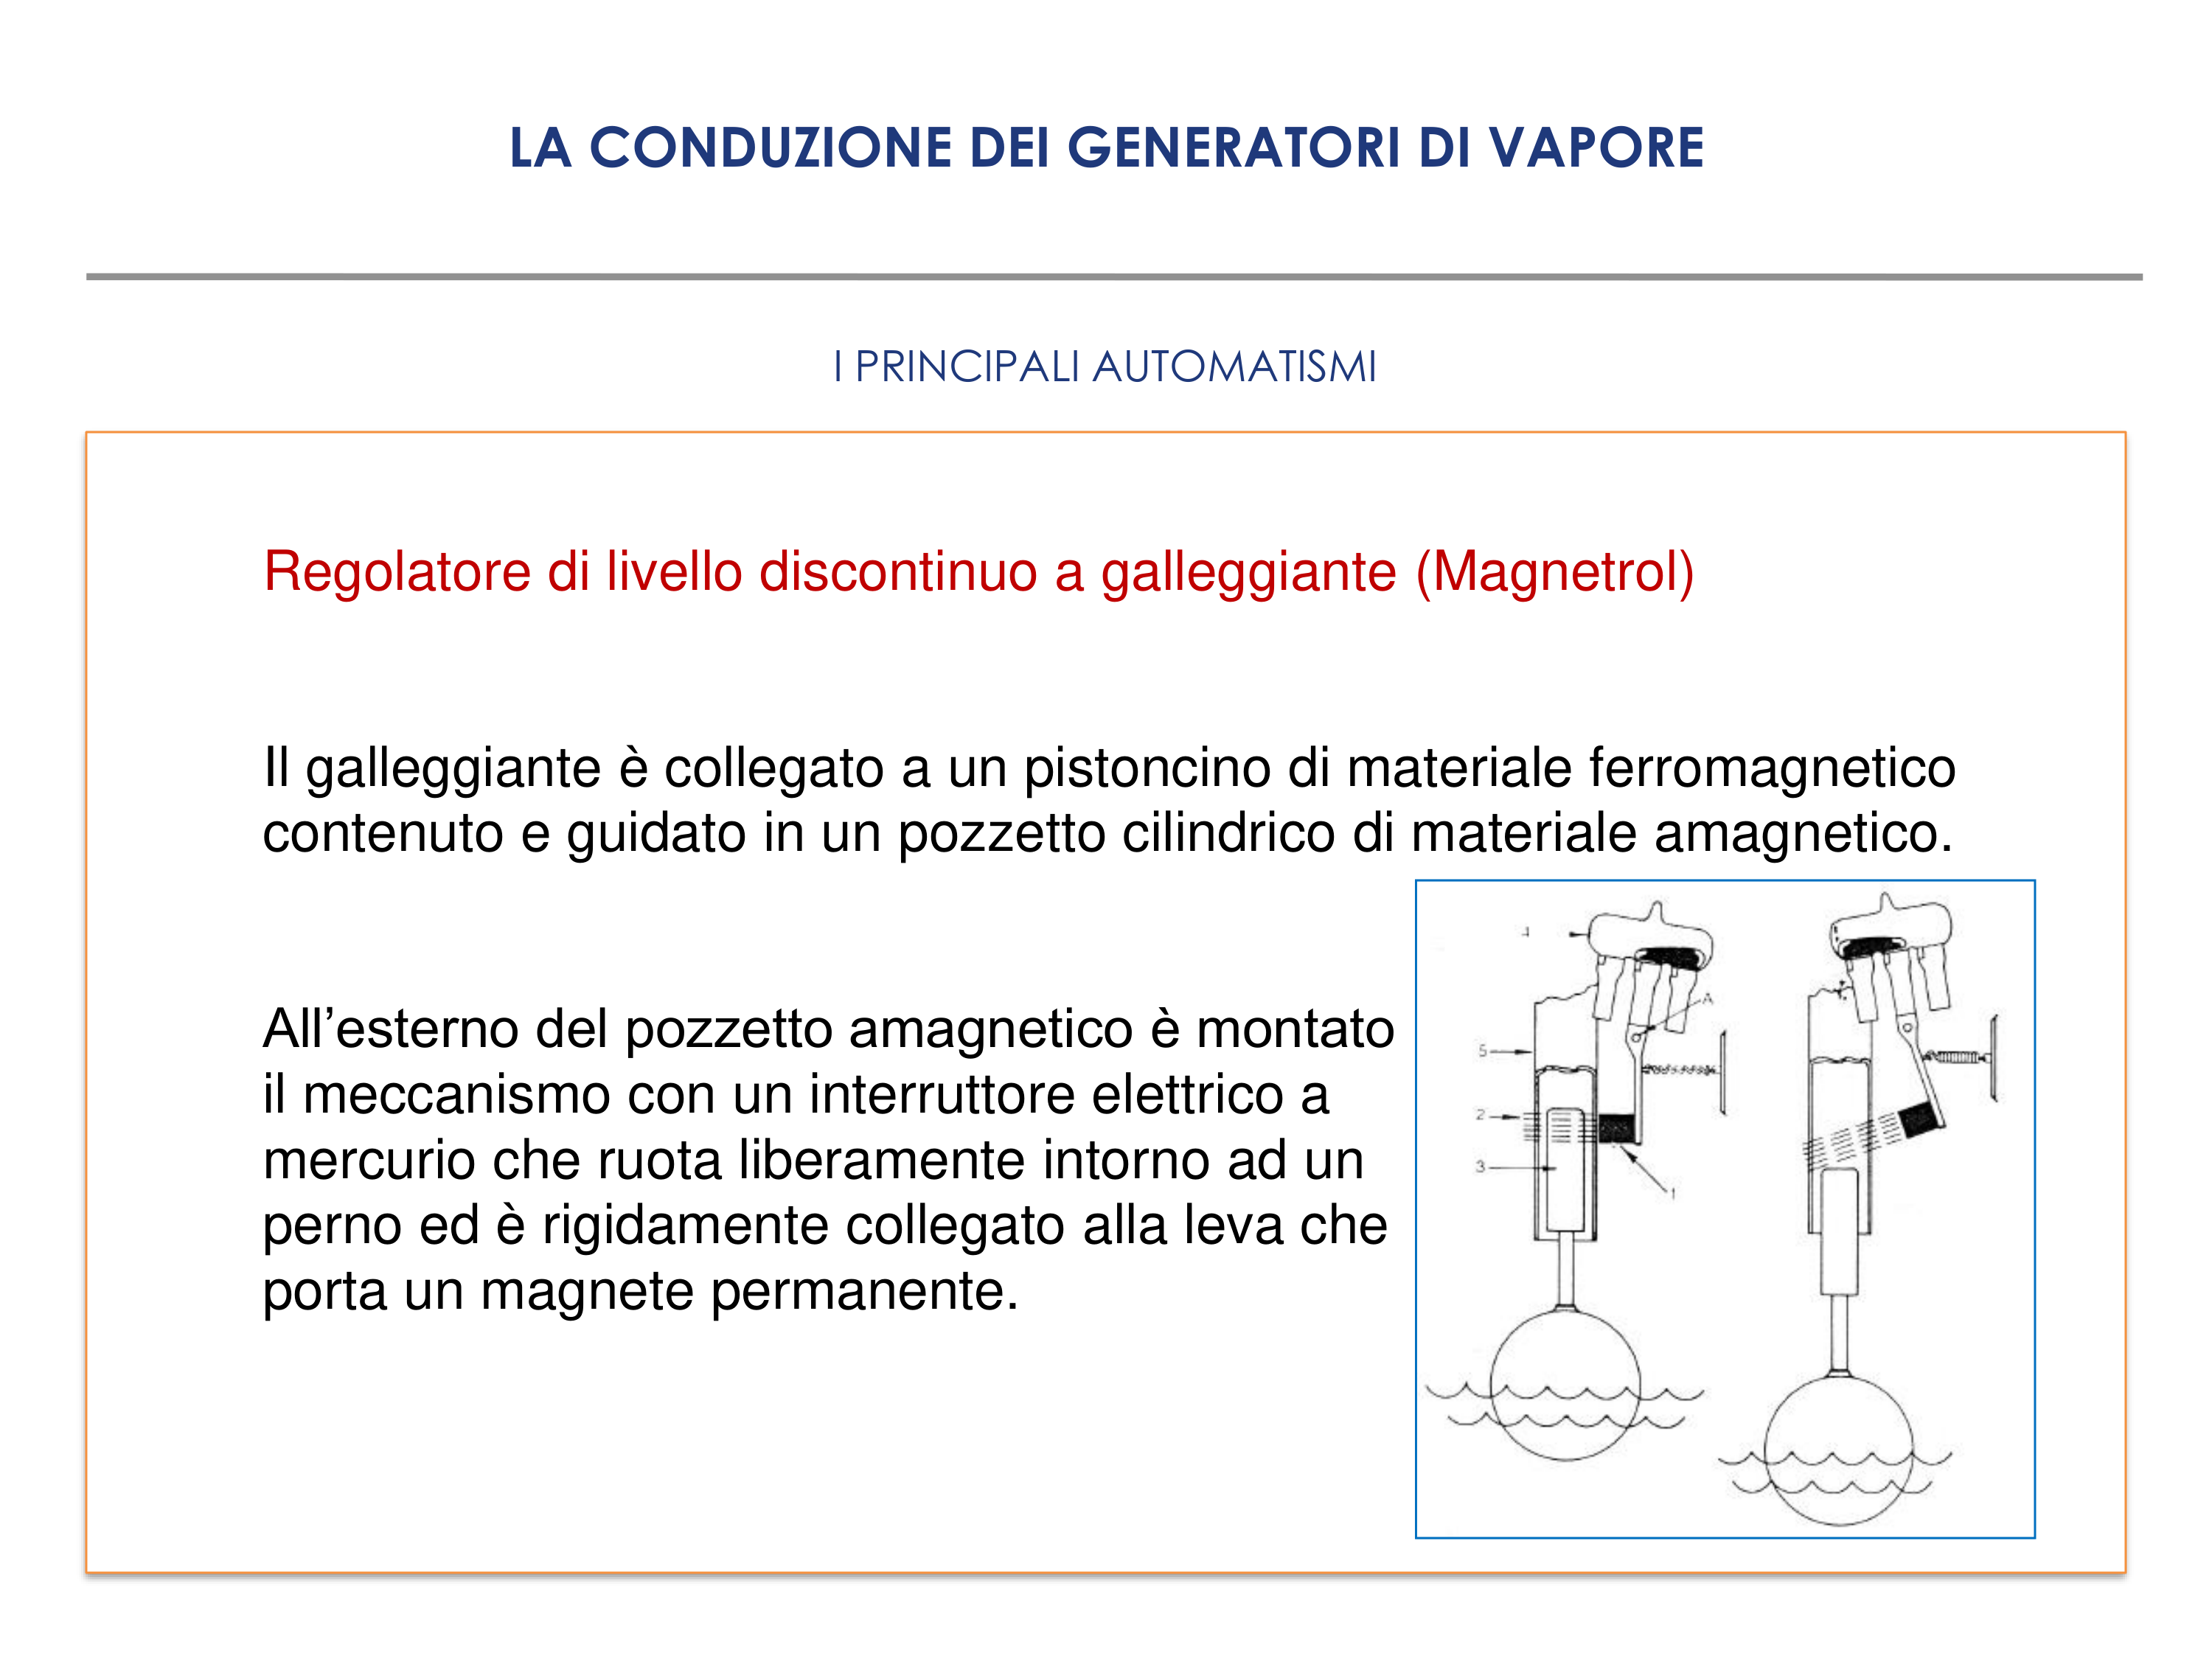 LA CONDUZIONE DEI GENERATORI DI VAPORE
I PRINCIPALI AUTOMATISMI
Regolatore di livello discontinuo a galleggiante (Magnetrol)
Il galleggiante è collegato a un pistoncino di materiale ferromagnetico
contenuto e guidato in un pozzetto cilindrico di materiale amagnetico.
All’esterno del pozzetto amagnetico è montato
il meccanismo con un interruttore elettrico a
mercurio che ruota liberamente intorno ad un
perno ed è rigidamente collegato alla leva che
porta un magnete permanente.
4
A
5
2
3
1